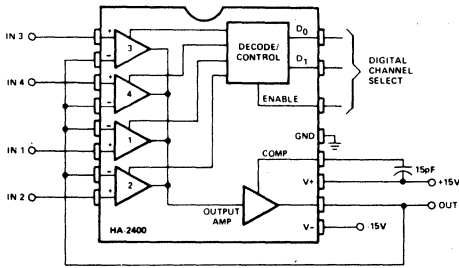 IN 3
+
3
−
IN 4
+
4
−
−
1
IN 1
+
−
2
IN 2
+
DECODE/
CONTROL
D0
D1
ENABLE
DIGITAL
CHANNEL
SELECT
GND
COMP
15pF
V+
+15V
OUTPUT
AMP
OUT
V−
-15V
HA-2400